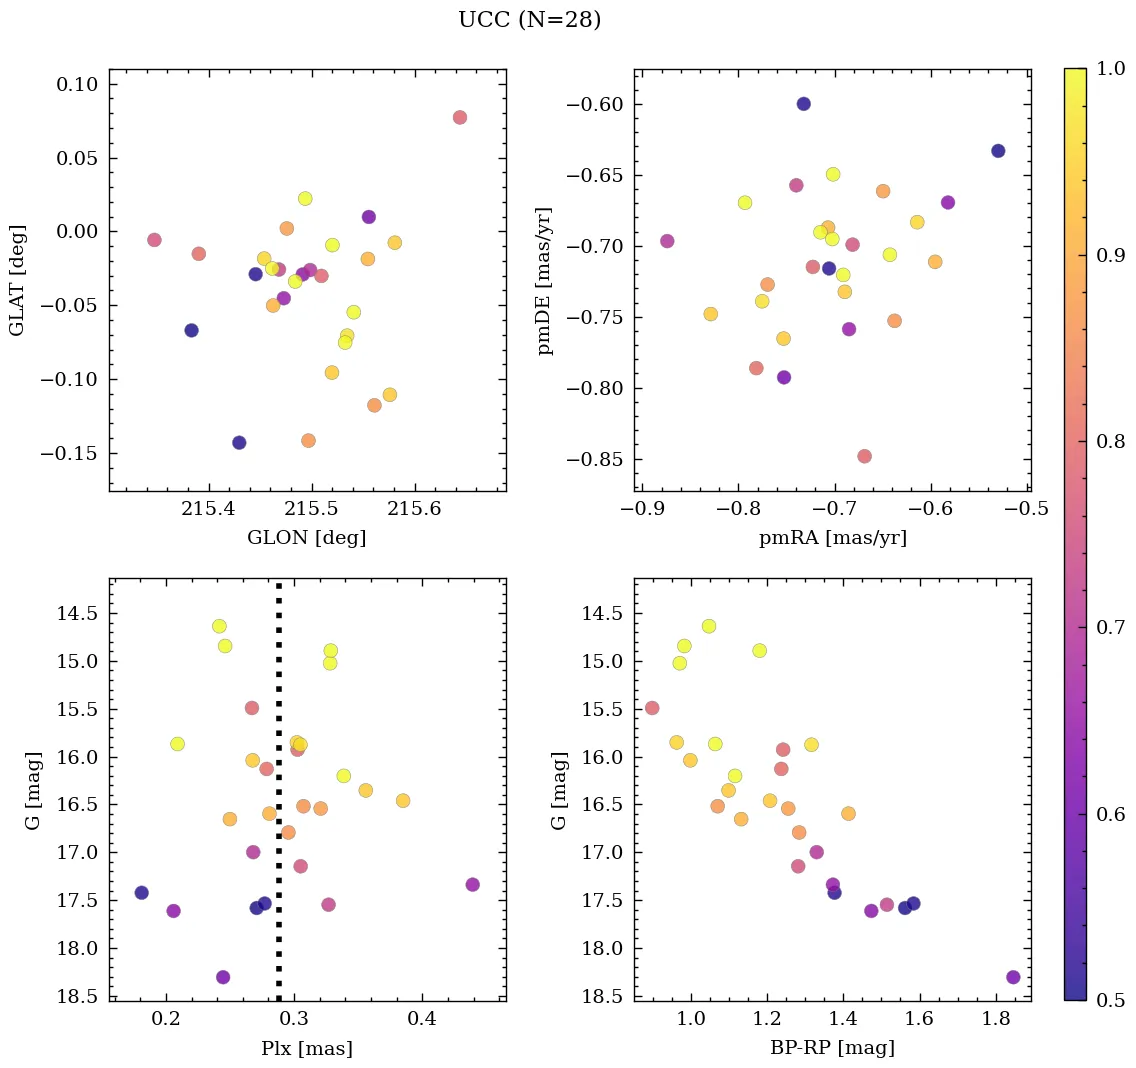 UCC (N=28)
0.10
0.05
0.00
−0.05
−0.10
−0.15
GLAT [deg]
215.4 215.5 215.6
GLON [deg]
−0.60
−0.65
−0.70
−0.75
−0.80
−0.85
pmDE [mas/yr]
−0.9 −0.8 −0.7 −0.6 −0.5
pmRA [mas/yr]
14.5
15.0
15.5
16.0
16.5
17.0
17.5
18.0
18.5
G [mag]
0.2 0.3 0.4
Plx [mas]
14.5
15.0
15.5
16.0
16.5
17.0
17.5
18.0
18.5
G [mag]
1.0 1.2 1.4 1.6 1.8
BP-RP [mag]
1.0
0.9
0.8
0.7
0.6
0.5